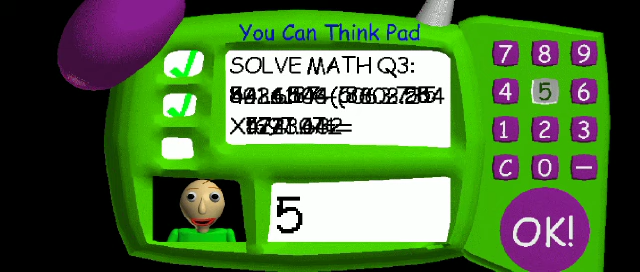 You Can Think Pad
SOLVE MATH Q3:
7 8 9
4 5 6
1 2 3
C 0 −
5
OK!